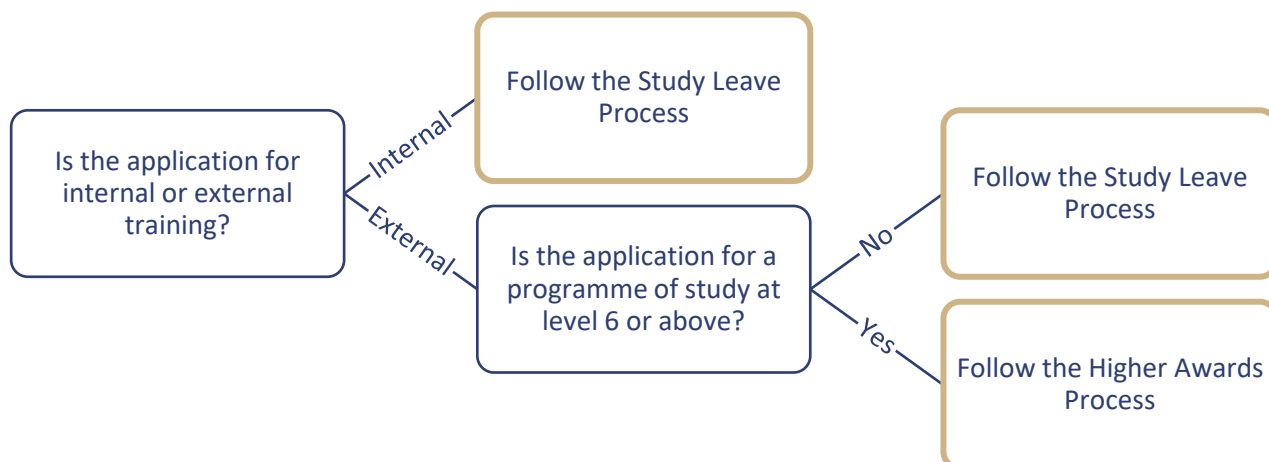 Is the application for
internal or external
training?
Internal
External
Follow the Study Leave
Process
Is the application for a
programme of study at
level 6 or above?
No
Yes
Follow the Study Leave
Process
Follow the Higher Awards
Process